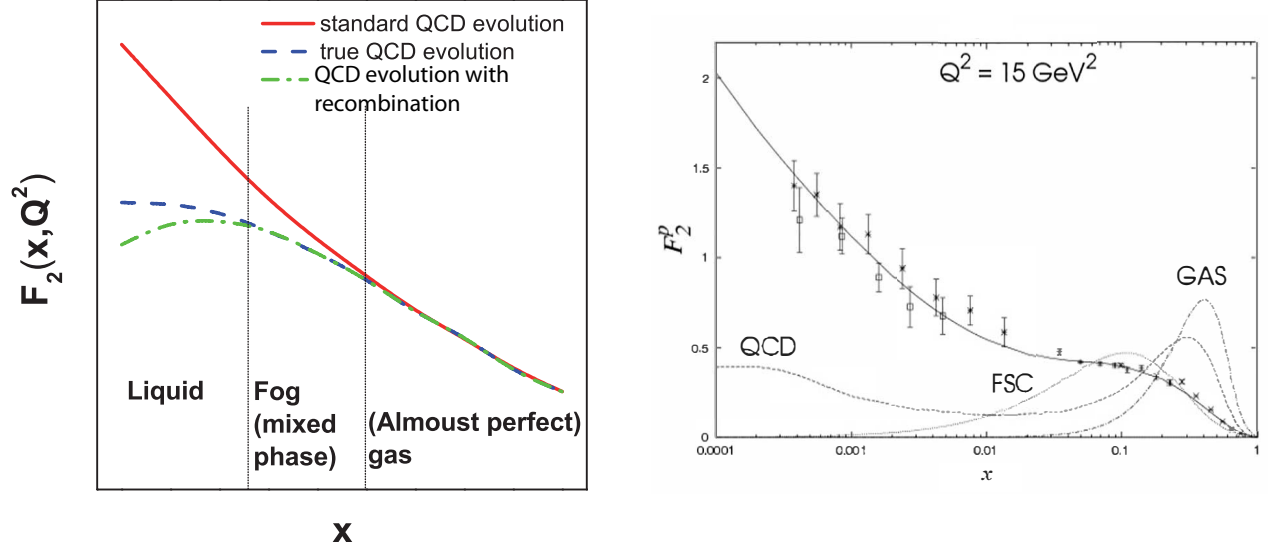 standard QCD evolution
true QCD evolution
QCD evolution with
recombination
F2(x,Q2)
Liquid
Fog
(mixed
phase)
(Almoust perfect)
gas
x
Q2 = 15 GeV2
2
1.5
1
0.5
0
F2p
QCD
FSC
GAS
0.0001
0.001
0.01
0.1
1
x